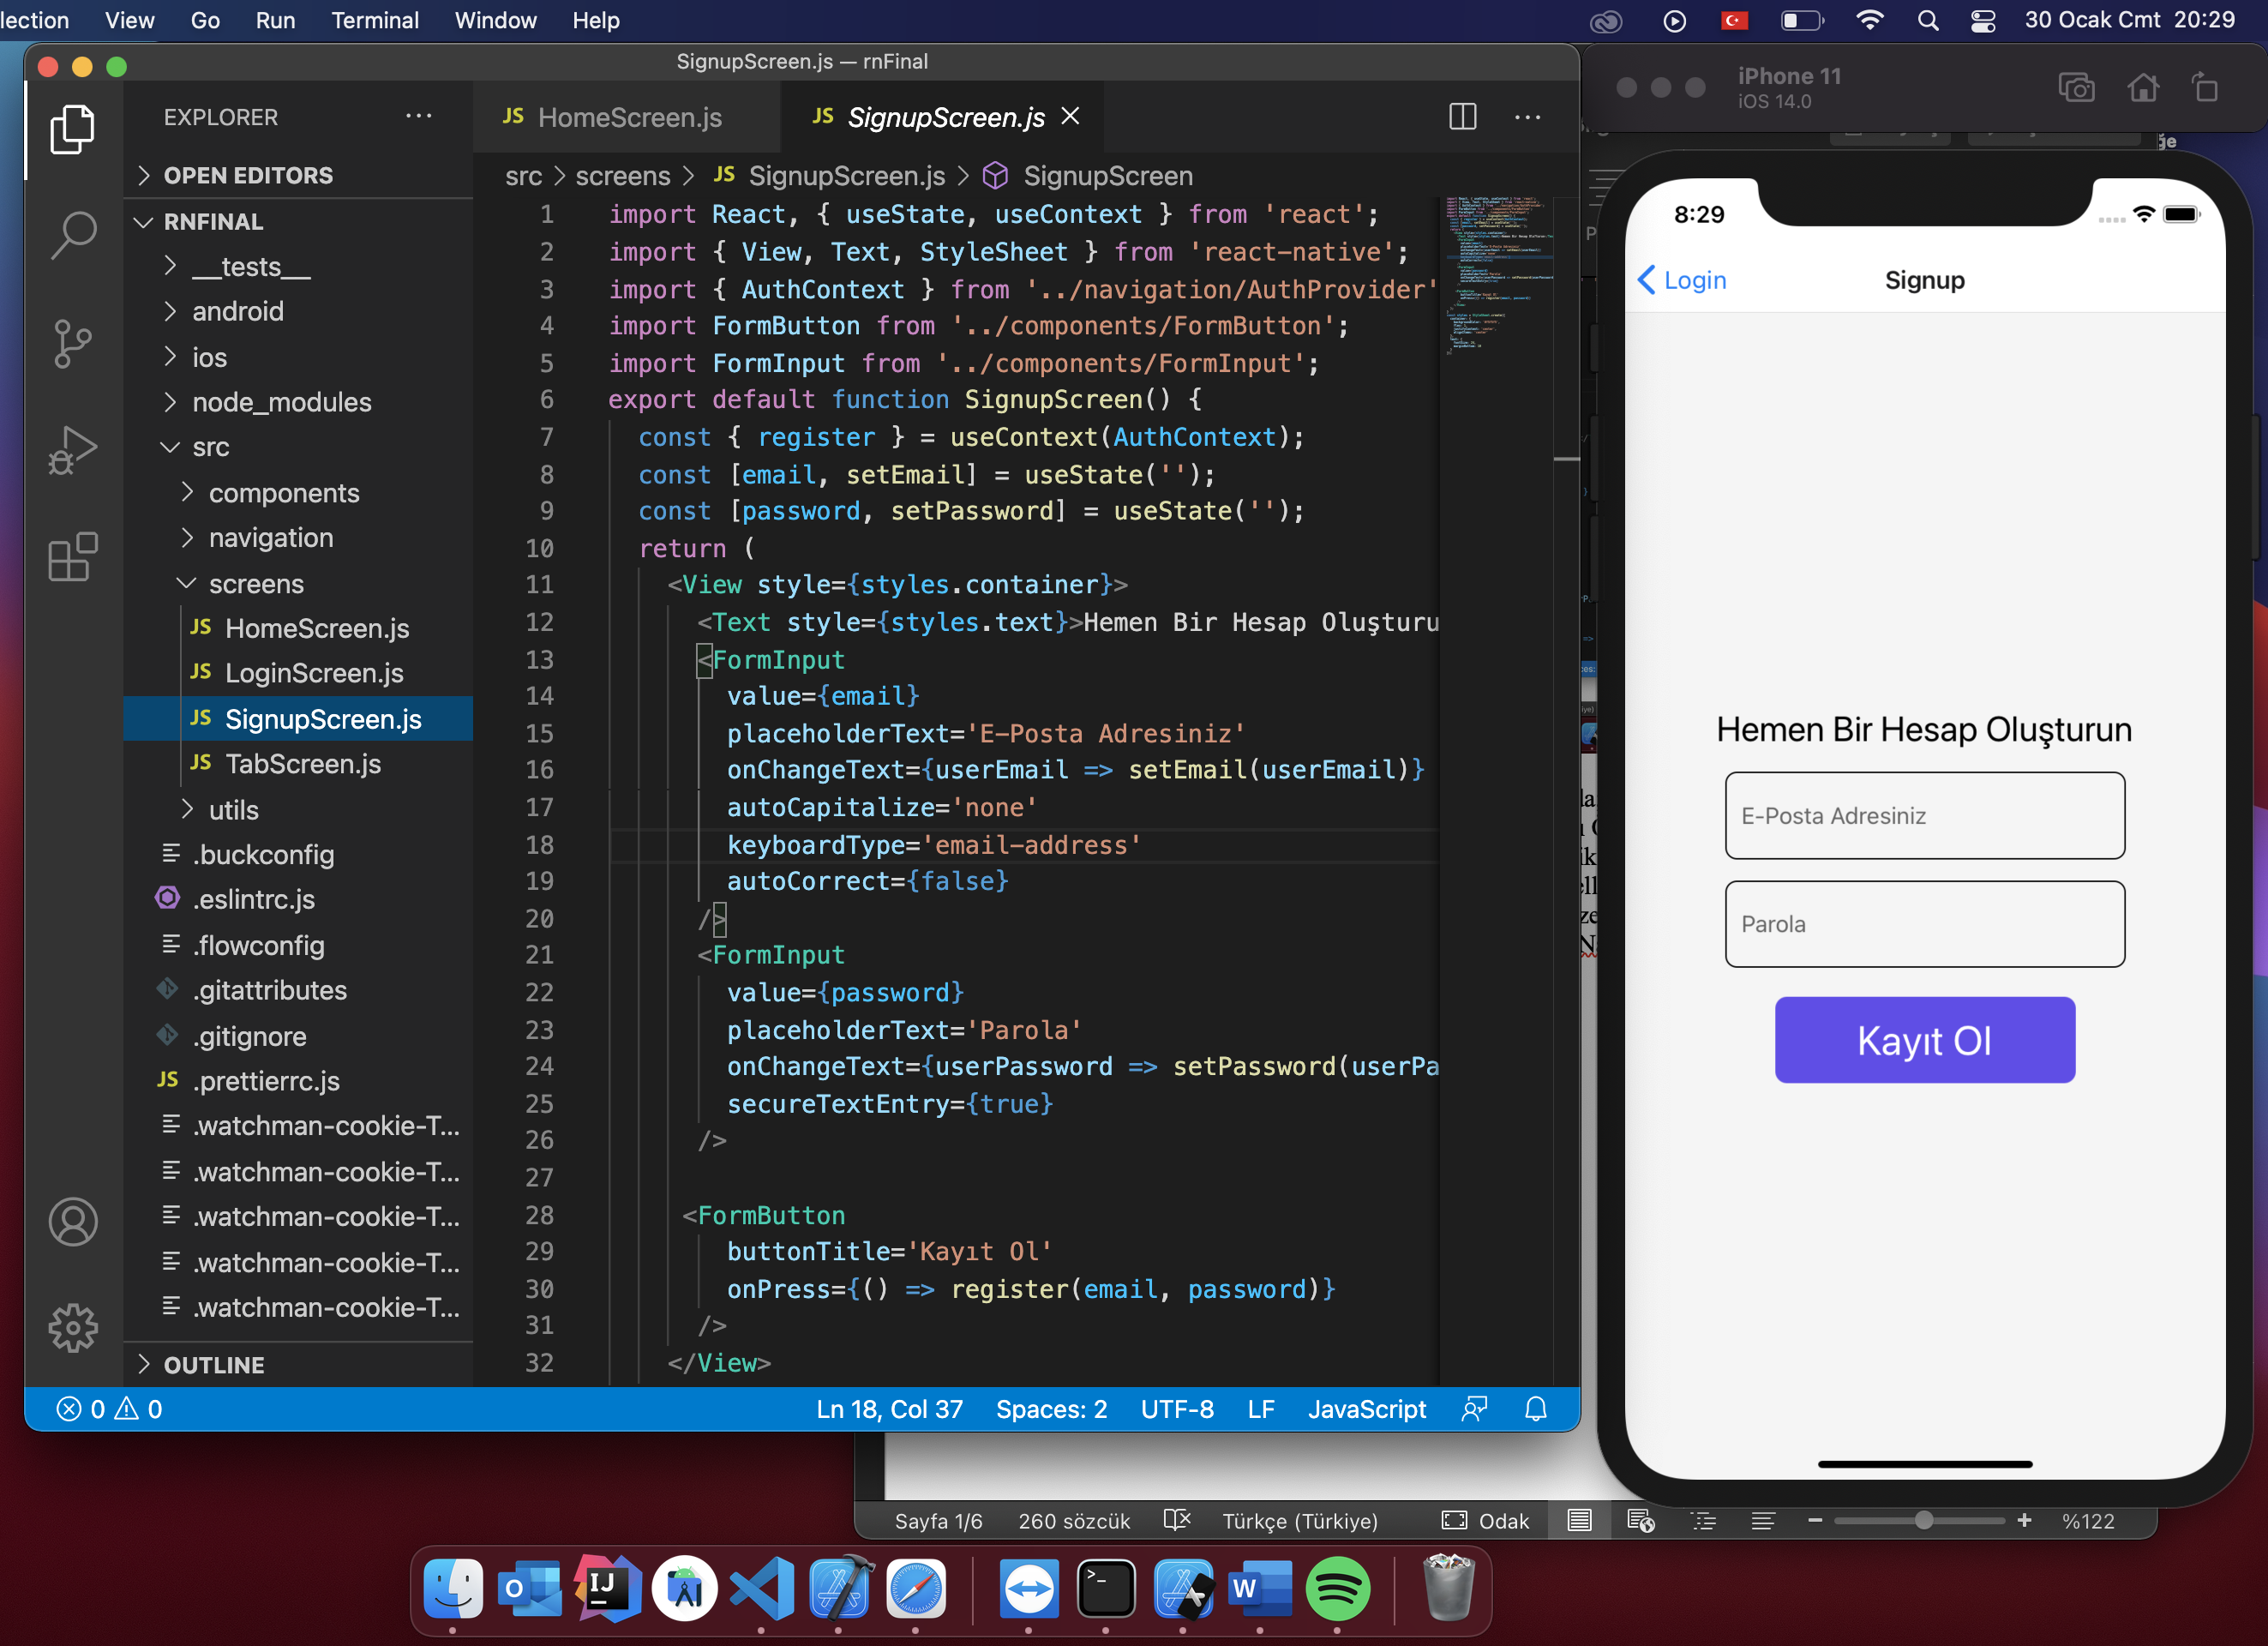 lection View Go Run Terminal Window Help
30 Ocak Cmt 20:29
SignupScreen.js — rnFinal
EXPLORER
OPEN EDITORS
RNFINAL
__tests__
android
ios
node_modules
src
components
navigation
screens
JS HomeScreen.js
JS LoginScreen.js
JS SignupScreen.js
JS TabScreen.js
utils
.buckconfig
.eslintrc.js
.flowconfig
.gitattributes
.gitignore
JS .prettierrc.js
.watchman-cookie-T...
.watchman-cookie-T...
.watchman-cookie-T...
.watchman-cookie-T...
.watchman-cookie-T...
OUTLINE
JS HomeScreen.js
JS SignupScreen.js
src > screens > JS SignupScreen.js > SignupScreen
1 import React, { useState, useContext } from 'react';
2 import { View, Text, StyleSheet } from 'react-native';
3 import { AuthContext } from '../navigation/AuthProvider'
4 import FormButton from '../components/FormButton';
5 import FormInput from '../components/FormInput';
6 export default function SignupScreen() {
7 const { register } = useContext(AuthContext);
8 const [email, setEmail] = useState('');
9 const [password, setPassword] = useState('');
10 return (
11 <View style={styles.container}>
12 <Text style={styles.text}>Hemen Bir Hesap Oluşturu
13 <FormInput
14 value={email}
15 placeholderText='E-Posta Adresiniz'
16 onChangeText={userEmail => setEmail(userEmail)}
17 autoCapitalize='none'
18 keyboardType='email-address'
19 autoCorrect={false}
20 />
21 <FormInput
22 value={password}
23 placeholderText='Parola'
24 onChangeText={userPassword => setPassword(userPa
25 secureTextEntry={true}
26 />
27
28 <FormButton
29 buttonTitle='Kayıt Ol'
30 onPress={() => register(email, password)}
31 />
32 </View>
0 0
Ln 18, Col 37 Spaces: 2 UTF-8 LF JavaScript
iPhone 11
iOS 14.0
8:29
Login
Signup
Hemen Bir Hesap Oluşturun
E-Posta Adresiniz
Parola
Kayıt Ol
Sayfa 1/6 260 sözcük Türkçe (Türkiye) Odak %122
O
IJ
>_
W